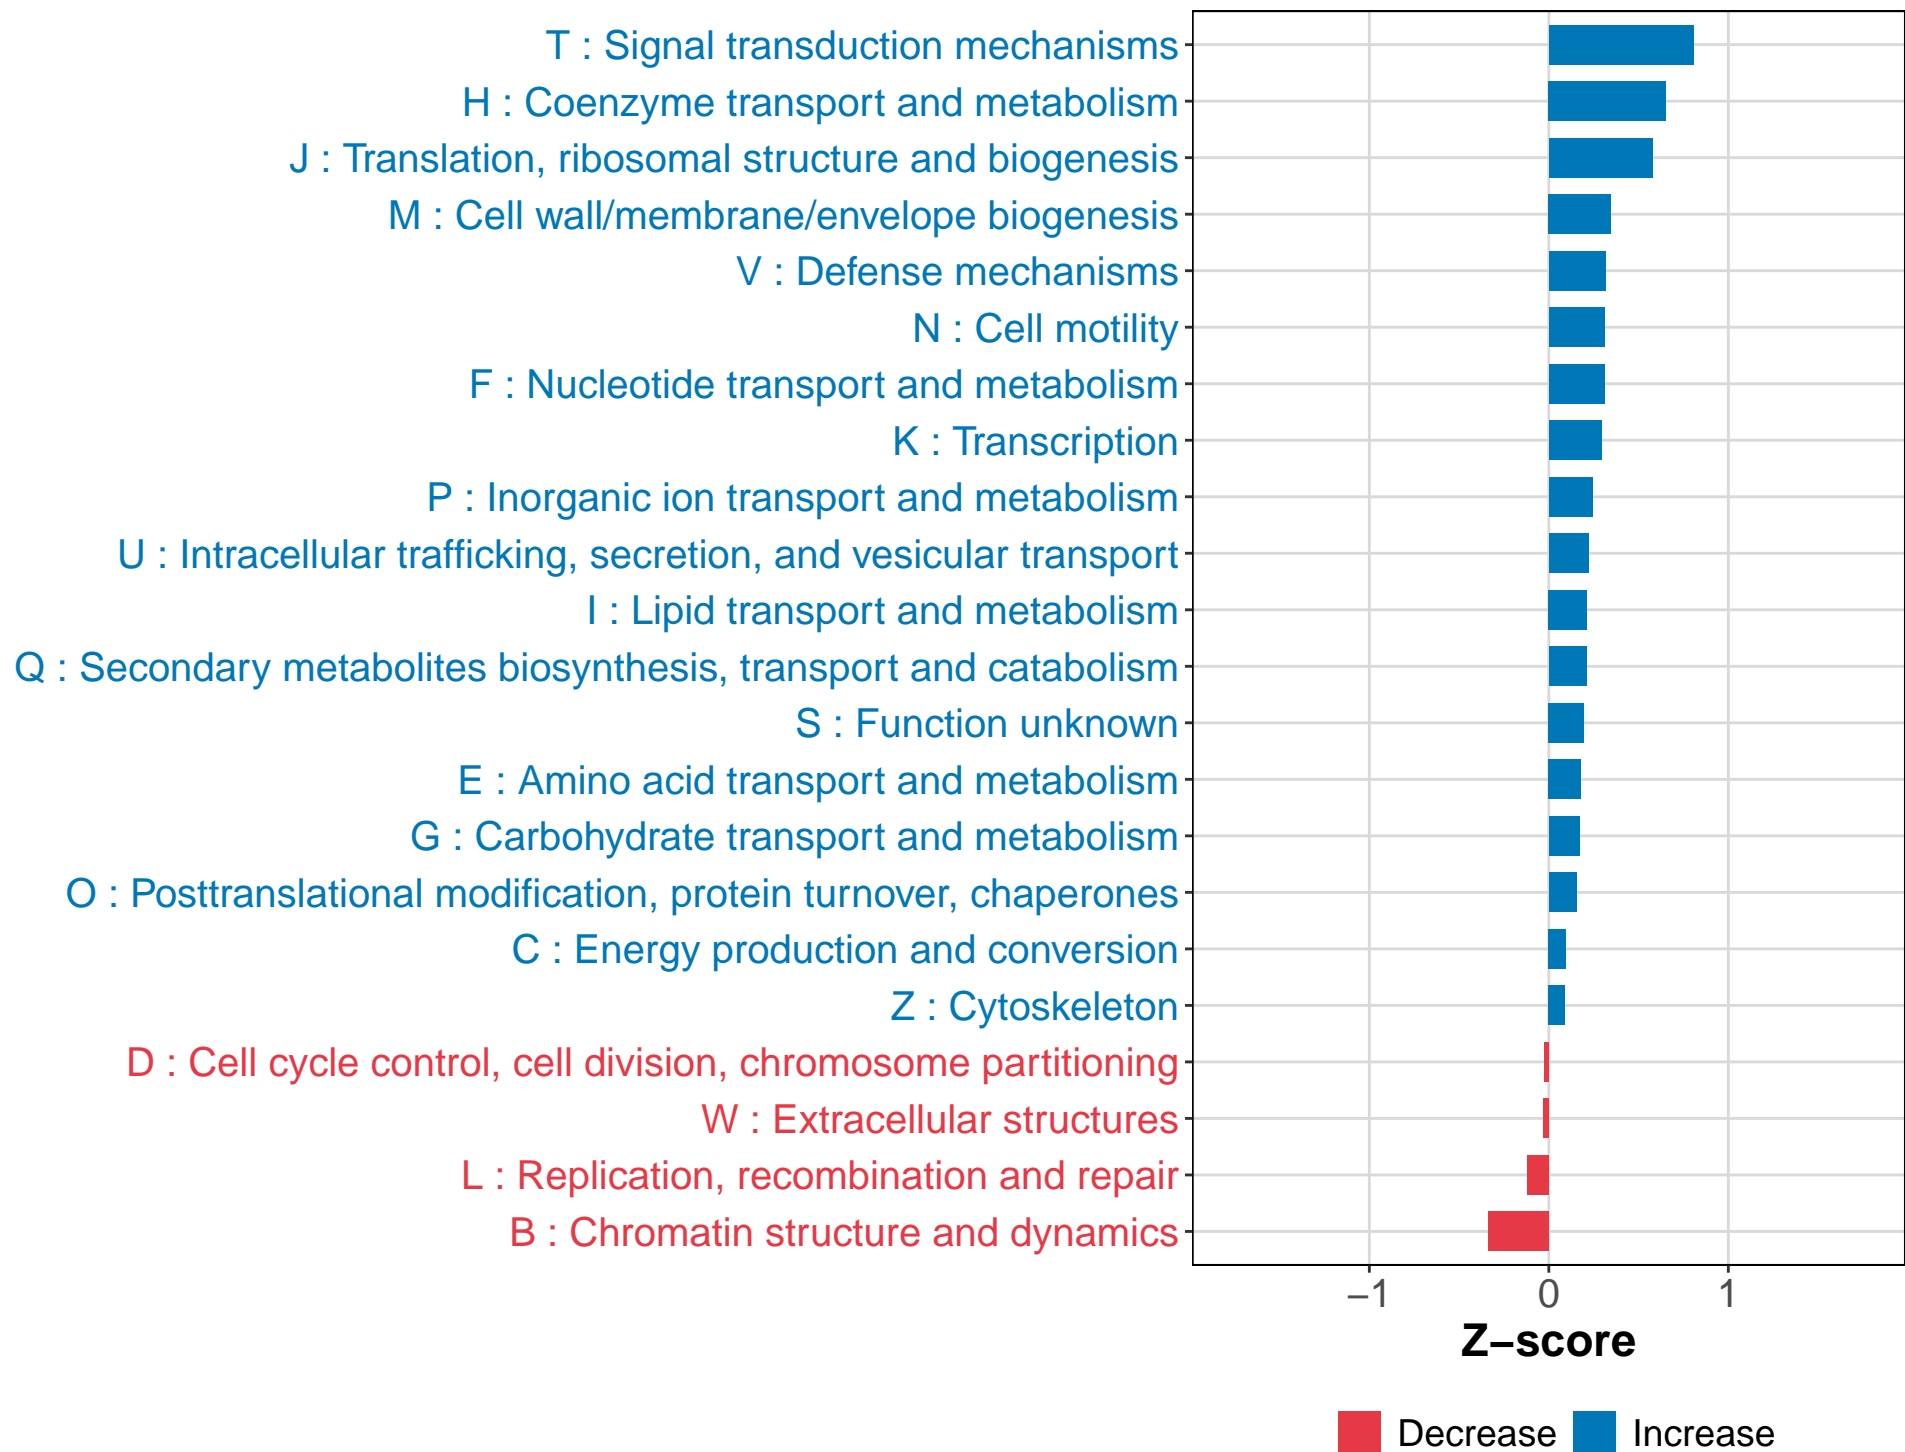 T : Signal transduction mechanisms
H : Coenzyme transport and metabolism
J : Translation, ribosomal structure and biogenesis
M : Cell wall/membrane/envelope biogenesis
V : Defense mechanisms
N : Cell motility
F : Nucleotide transport and metabolism
K : Transcription
P : Inorganic ion transport and metabolism
U : Intracellular trafficking, secretion, and vesicular transport
I : Lipid transport and metabolism
Q : Secondary metabolites biosynthesis, transport and catabolism
S : Function unknown
E : Amino acid transport and metabolism
G : Carbohydrate transport and metabolism
O : Posttranslational modification, protein turnover, chaperones
C : Energy production and conversion
Z : Cytoskeleton
D : Cell cycle control, cell division, chromosome partitioning
W : Extracellular structures
L : Replication, recombination and repair
B : Chromatin structure and dynamics
−1 0 1
Z−score
Decrease Increase